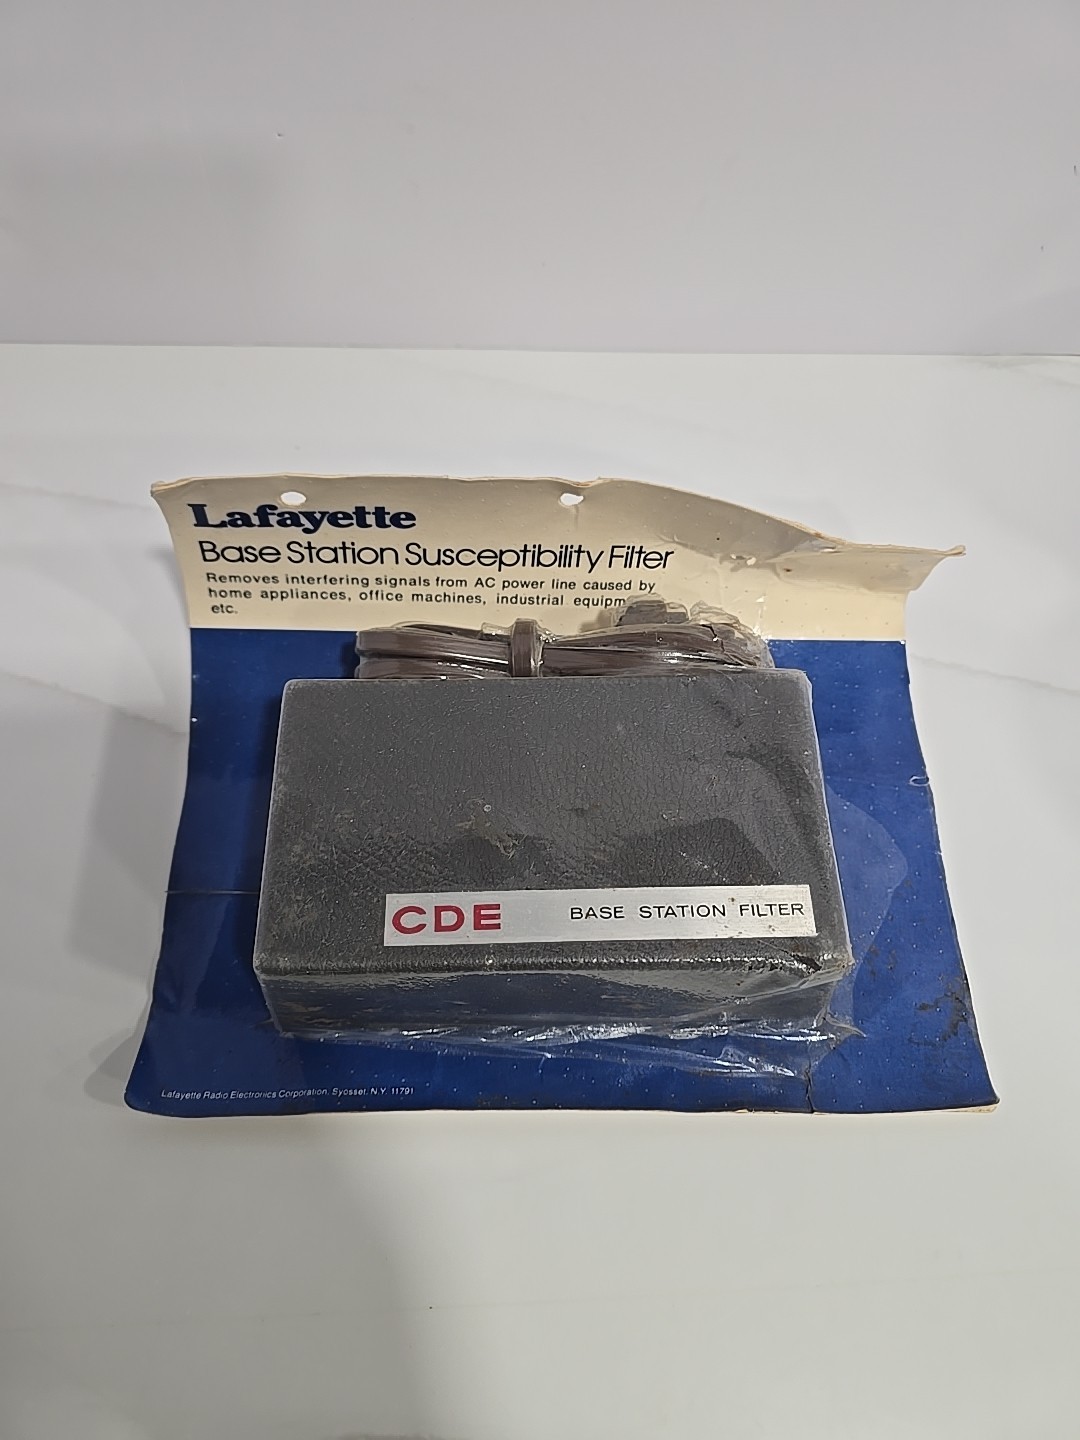 Lafayette
Base Station Susceptibility Filter
Removes interfering signals from AC power line caused by
home appliances, office machines, industrial equipm
etc.
CDE BASE STATION FILTER
Lafayette Radio Electronics Corporation, Syosset, N.Y. 11791